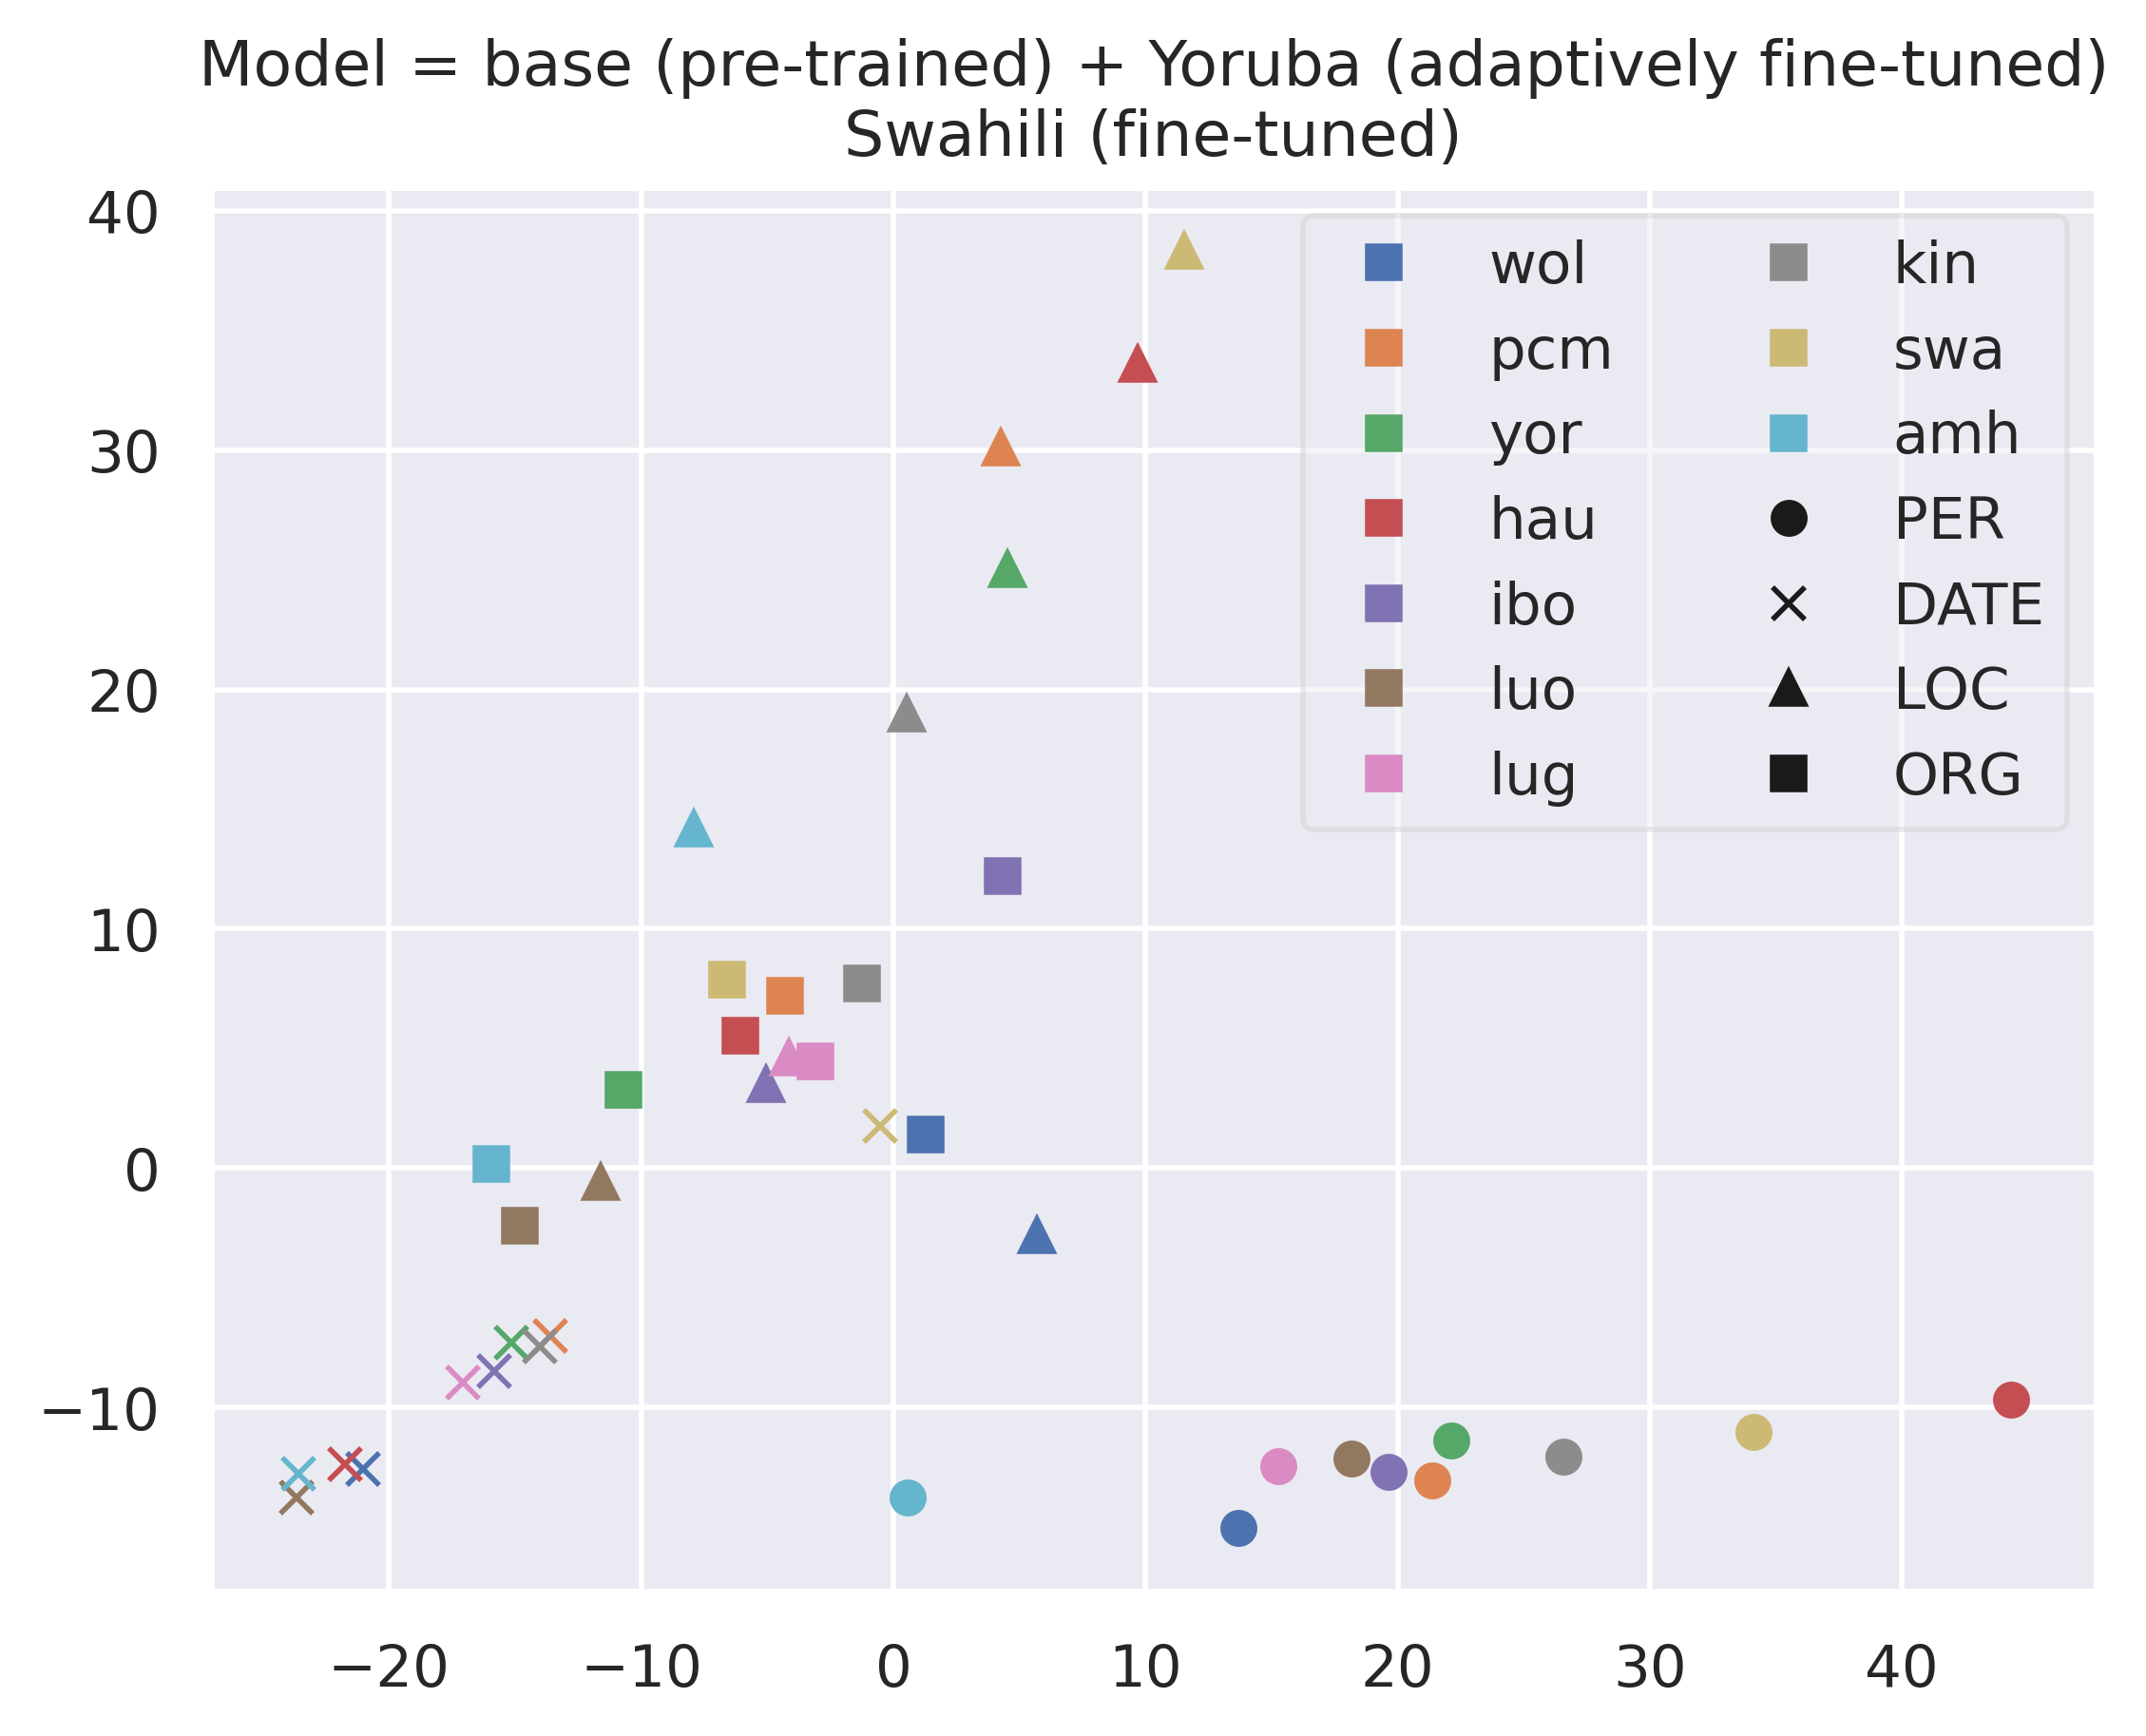 Model = base (pre-trained) + Yoruba (adaptively fine-tuned)
Swahili (fine-tuned)
40
30
20
10
0
−10
wol
pcm
yor
hau
ibo
luo
lug
kin
swa
amh
PER
DATE
LOC
ORG
−20
−10
0
10
20
30
40